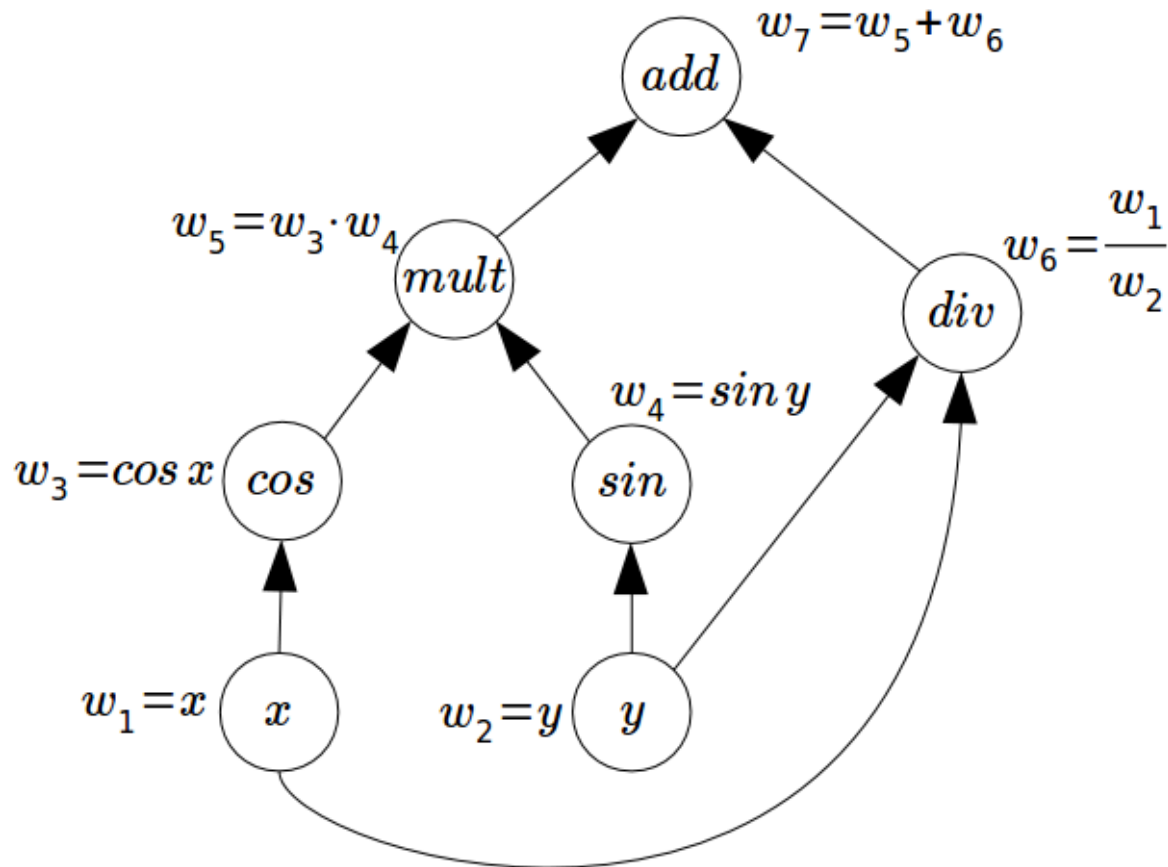 w₇ = w₅ + w₆
add
w₅ = w₃ · w₄
mult
w₆ = w₁ / w₂
div
w₄ = sin y
w₃ = cos x
cos
sin
w₁ = x
x
w₂ = y
y